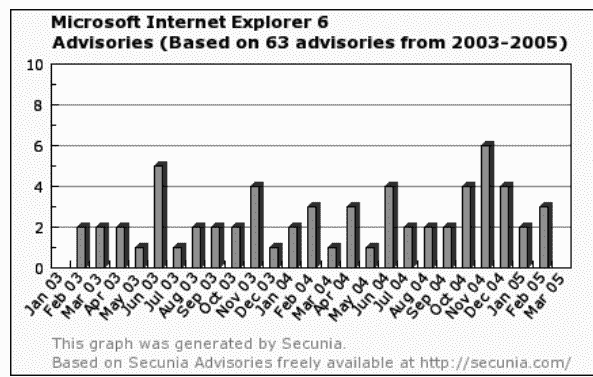 Microsoft Internet Explorer 6
Advisories (Based on 63 advisories from 2003-2005)
10
8
6
4
2
0
Jan 03
Feb 03
Mar 03
Apr 03
May 03
Jun 03
Jul 03
Aug 03
Sep 03
Oct 03
Nov 03
Dec 03
Jan 04
Feb 04
Mar 04
Apr 04
May 04
Jun 04
Jul 04
Aug 04
Sep 04
Oct 04
Nov 04
Dec 04
Jan 05
Feb 05
Mar 05
This graph was generated by Secunia.
Based on Secunia Advisories freely available at http://secunia.com/